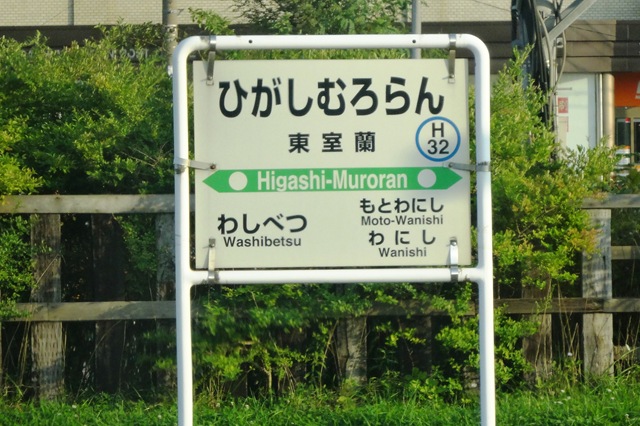 ひがしむろらん
東室蘭
H
32
Higashi-Muroran
わしべつ
Washibetsu
もとわにし
Moto-Wanishi
わにし
Wanishi